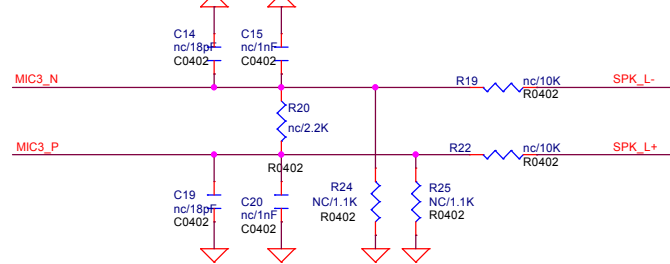 C14
nc/18pF
C0402
C15
nc/1nF
C0402
MIC3_N
R19
nc/10K
R0402
SPK_L-
R20
nc/2.2K
R0402
MIC3_P
R22
nc/10K
R0402
SPK_L+
C19
nc/18pF
C0402
C20
nc/1nF
C0402
R24
NC/1.1K
R0402
R25
NC/1.1K
R0402